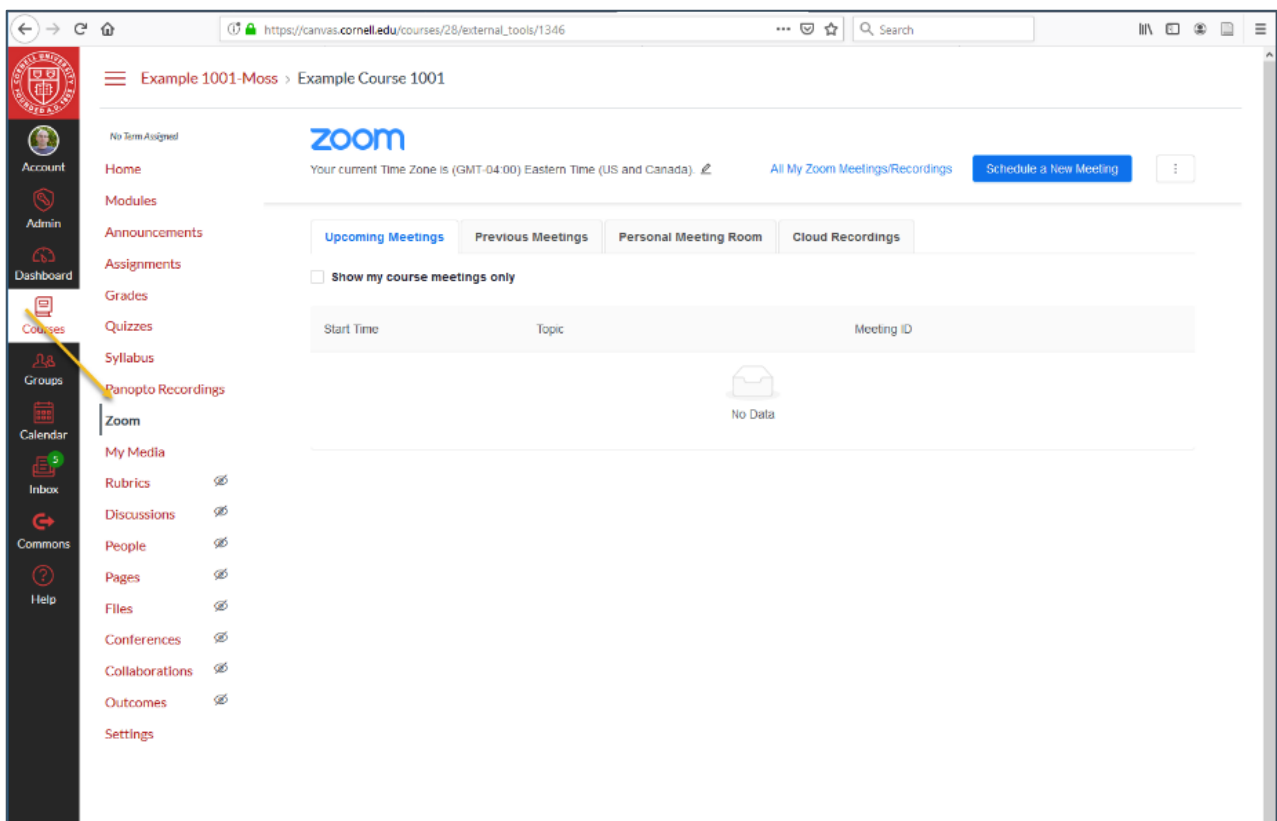 https://canvas.cornell.edu/courses/28/external_tools/1346
Search
Example 1001-Moss › Example Course 1001
Account
Admin
Dashboard
Courses
Groups
Calendar
5
Inbox
Commons
Help
No Term Assigned
Home
Modules
Announcements
Assignments
Grades
Quizzes
Syllabus
Panopto Recordings
Zoom
My Media
Rubrics
Discussions
People
Pages
Files
Conferences
Collaborations
Outcomes
Settings
zoom
Your current Time Zone is (GMT-04:00) Eastern Time (US and Canada).
All My Zoom Meetings/Recordings
Schedule a New Meeting
Upcoming Meetings Previous Meetings Personal Meeting Room Cloud Recordings
Show my course meetings only
Start Time Topic Meeting ID
No Data